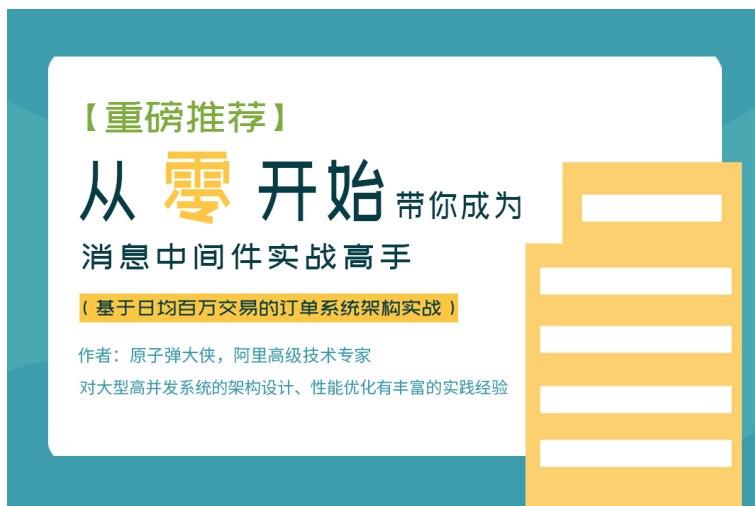 【重磅推荐】
从零开始带你成为
消息中间件实战高手
（基于日均百万交易的订单系统架构实战）
作者：原子弹大侠，阿里高级技术专家
对大型高并发系统的架构设计、性能优化有丰富的实践经验